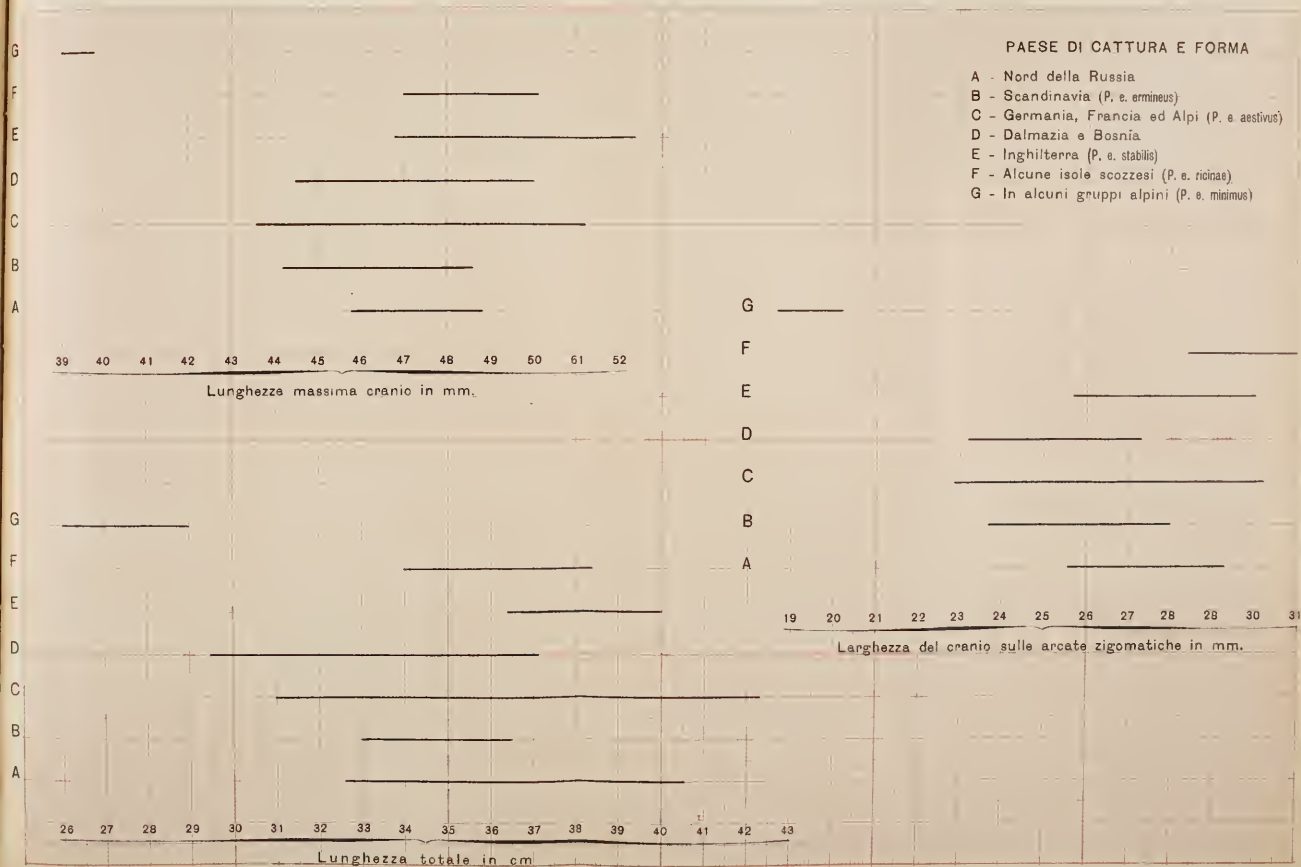 G
F
E
D
C
B
A
39 40 41 42 43 44 45 46 47 48 49 50 61 52
Lunghezza massima cranio in mm.
PAESE DI CATTURA E FORMA
A - Nord della Russia
B - Scandinavia (P. e. ermineus)
C - Germania, Francia ed Alpi (P. e. aestivus)
D - Dalmazia e Bosnia
E - Inghilterra (P. e. stabilis)
F - Alcune isole scozzesi (P. e. ricinae)
G - In alcuni gruppi alpini (P. e. minimus)
G
F
E
D
C
B
A
26 27 28 29 30 31 32 33 34 35 36 37 38 39 40 41 42 43
Lunghezza totale in cm
G
F
E
D
C
B
A
19 20 21 22 23 24 25 26 27 28 29 30 31
Larghezza del cranio sulle arcate zigomatiche in mm.